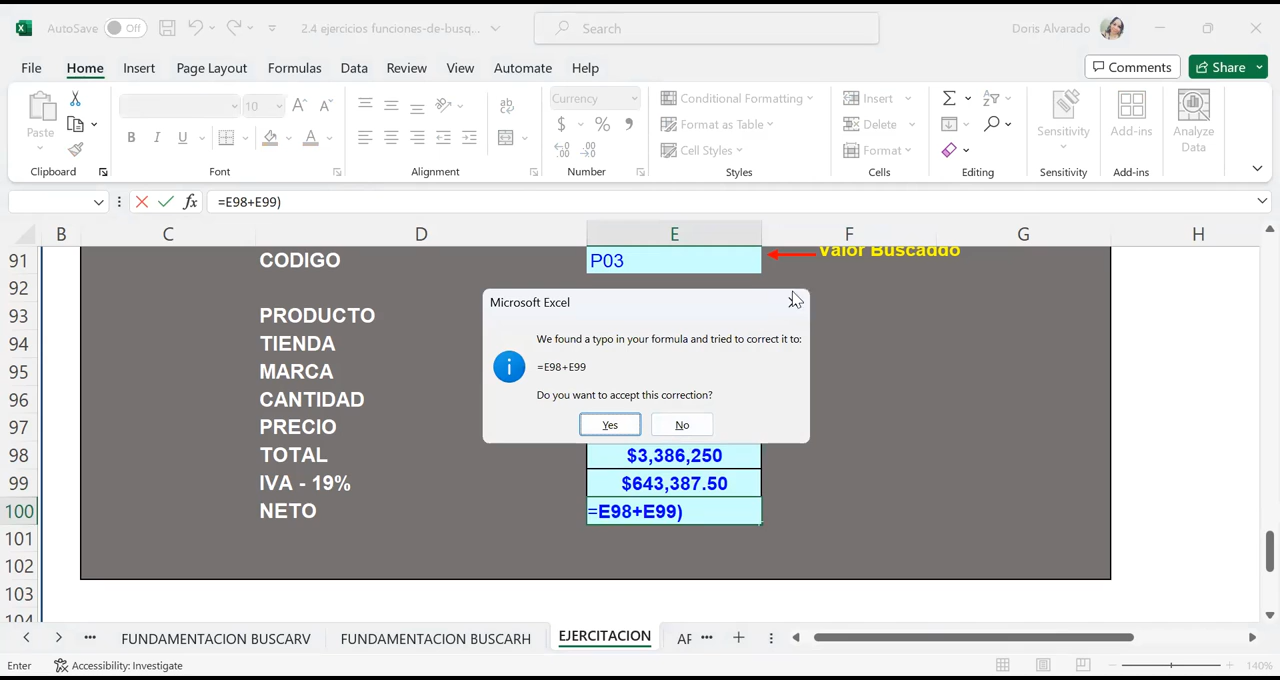 AutoSave Off 2.4 ejercicios funciones-de-busq... Search Doris Alvarado
File Home Insert Page Layout Formulas Data Review View Automate Help Comments Share
Paste
10
B I U A
ab
Currency
$ % 9
Conditional Formatting
Format as Table
Cell Styles
Insert
Delete
Format
Sensitivity
Add-ins
Analyze
Data
Clipboard Font Alignment Number Styles Cells Editing Sensitivity Add-ins
fx =E98+E99)
B C D E F G H
91 CODIGO P03 Valor Buscaddo
92
93 PRODUCTO
94 TIENDA
95 MARCA
96 CANTIDAD
97 PRECIO
98 TOTAL $3,386,250
99 IVA - 19% $643,387.50
100 NETO =E98+E99)
101
102
103
104
Microsoft Excel
We found a typo in your formula and tried to correct it to:
=E98+E99
Do you want to accept this correction?
Yes No
FUNDAMENTACION BUSCARV FUNDAMENTACION BUSCARH EJERCITACION AF
Enter Accessibility: Investigate 140%